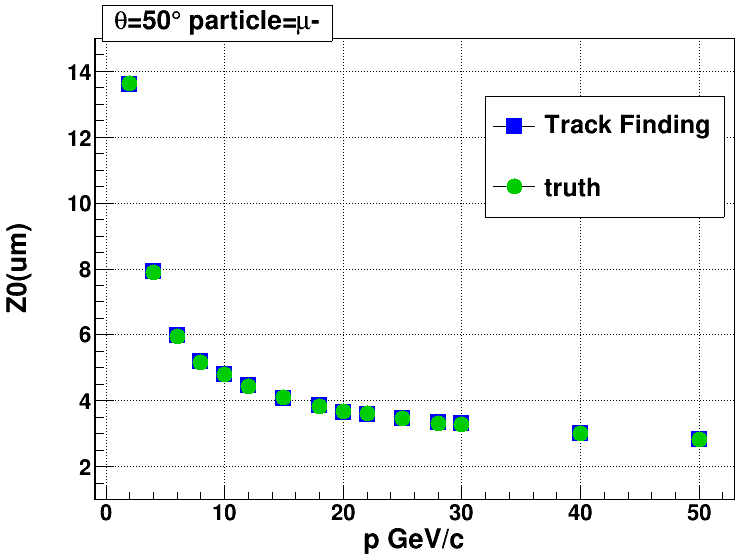 θ=50° particle=μ-
14
12
10
8
6
4
2
Z0(um)
Track Finding
truth
0 10 20 30 40 50
p GeV/c